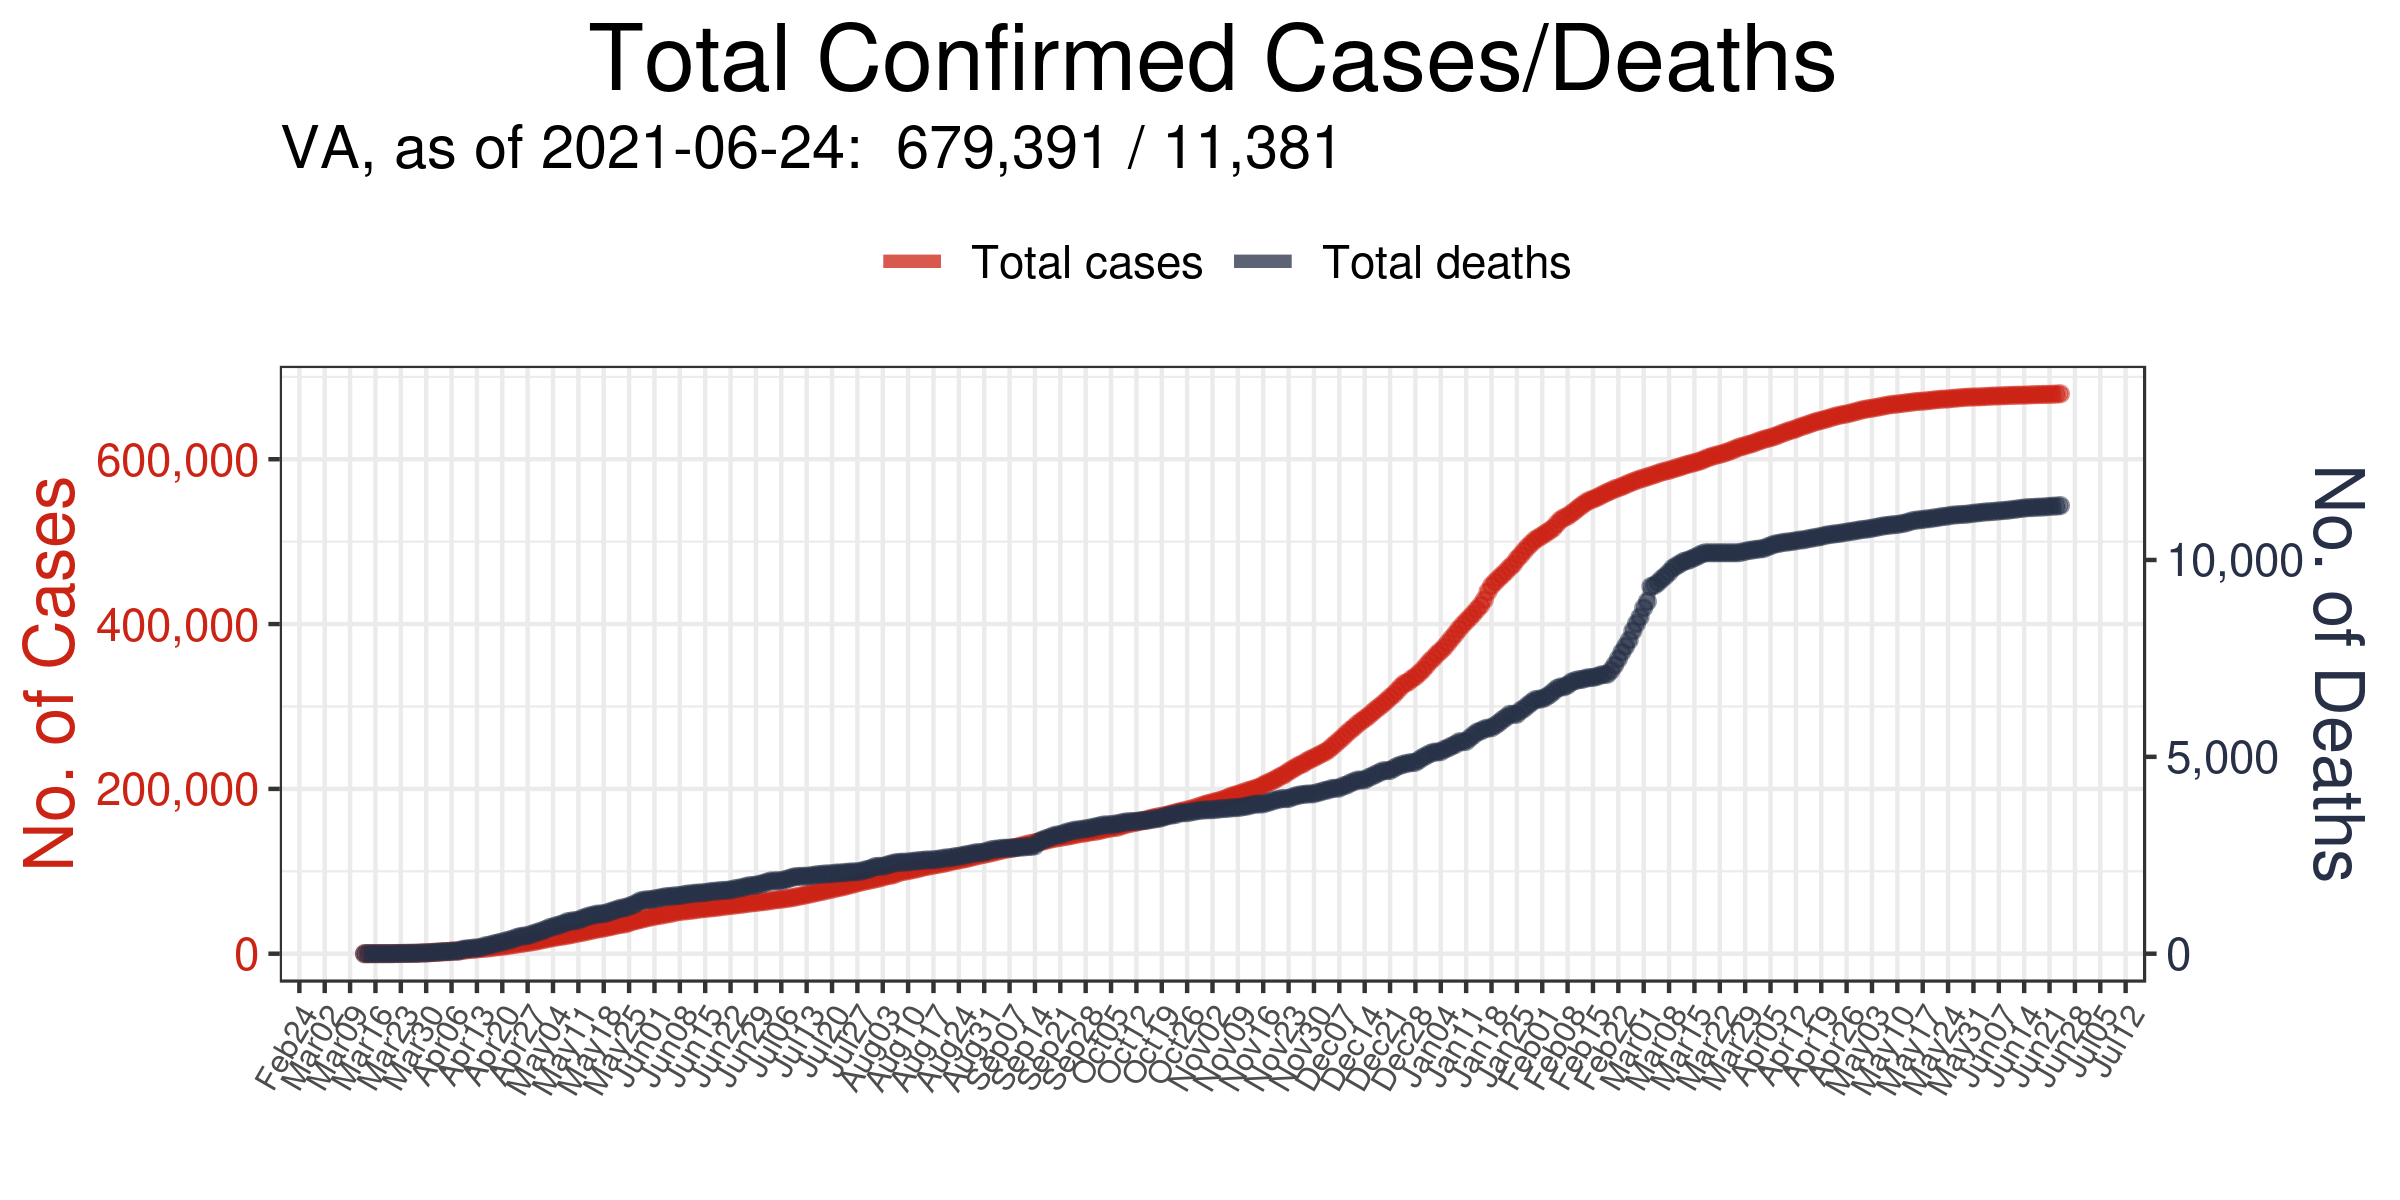 Total Confirmed Cases/Deaths
VA, as of 2021-06-24:  679,391 / 11,381
Total cases
Total deaths
No. of Cases
600,000
400,000
200,000
0
No. of Deaths
10,000
5,000
0
Feb24
Mar02
Mar09
Mar16
Mar23
Mar30
Apr06
Apr13
Apr20
Apr27
May04
May11
May18
May25
Jun01
Jun08
Jun15
Jun22
Jun29
Jul06
Jul13
Jul20
Jul27
Aug03
Aug10
Aug17
Aug24
Aug31
Sep07
Sep14
Sep21
Sep28
Oct05
Oct12
Oct19
Oct26
Nov02
Nov09
Nov16
Nov23
Nov30
Dec07
Dec14
Dec21
Dec28
Jan04
Jan11
Jan18
Jan25
Feb01
Feb08
Feb15
Feb22
Mar01
Mar08
Mar15
Mar22
Mar29
Apr05
Apr12
Apr19
Apr26
May03
May10
May17
May24
May31
Jun07
Jun14
Jun21
Jun28
Jul05
Jul12